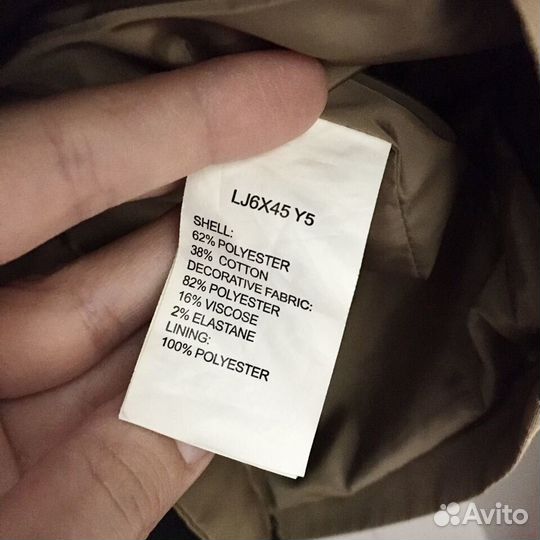 LJ6X45 Y5
SHELL:
62% POLYESTER
38% COTTON
DECORATIVE FABRIC:
82% POLYESTER
16% VISCOSE
2% ELASTANE
LINING:
100% POLYESTER
Avito